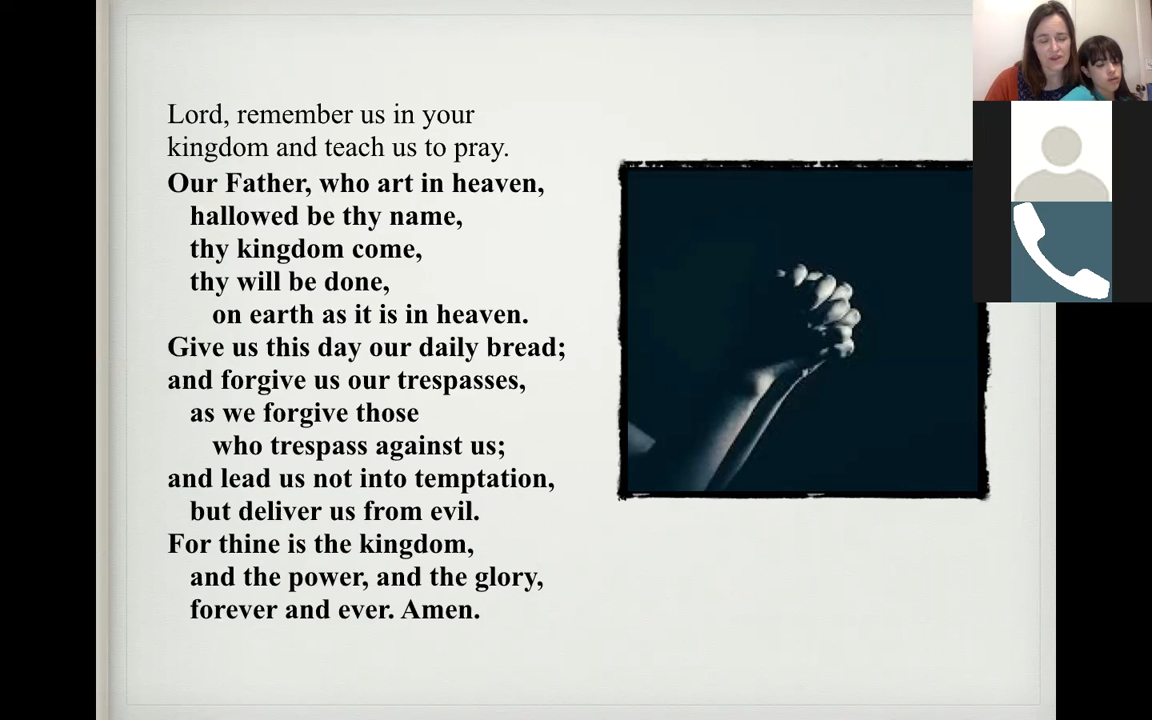 Lord, remember us in your
kingdom and teach us to pray.
Our Father, who art in heaven,
hallowed be thy name,
thy kingdom come,
thy will be done,
on earth as it is in heaven.
Give us this day our daily bread;
and forgive us our trespasses,
as we forgive those
who trespass against us;
and lead us not into temptation,
but deliver us from evil.
For thine is the kingdom,
and the power, and the glory,
forever and ever. Amen.